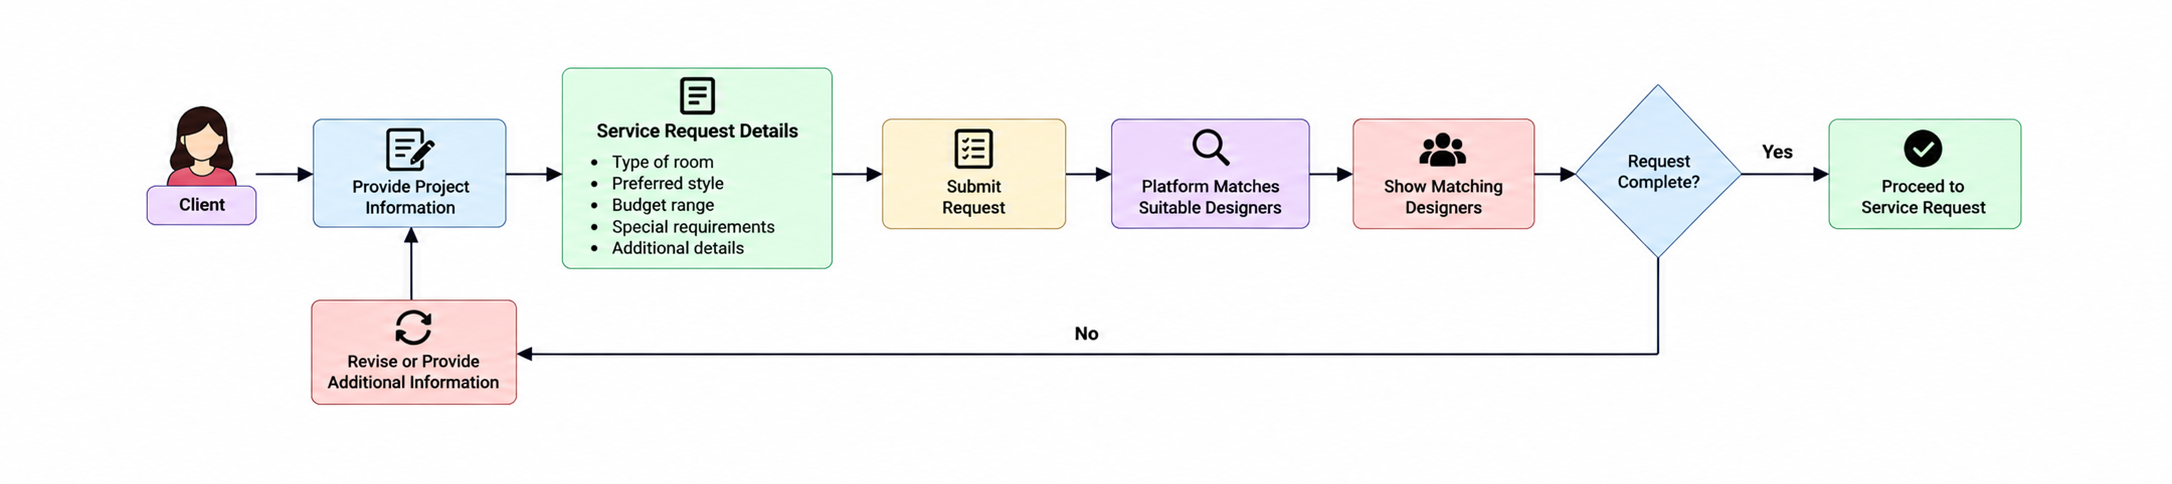 Client
Provide Project
Information
Service Request Details
• Type of room
• Preferred style
• Budget range
• Special requirements
• Additional details
Submit
Request
Platform Matches
Suitable Designers
Show Matching
Designers
Request
Complete?
Yes
Proceed to
Service Request
No
Revise or Provide
Additional Information